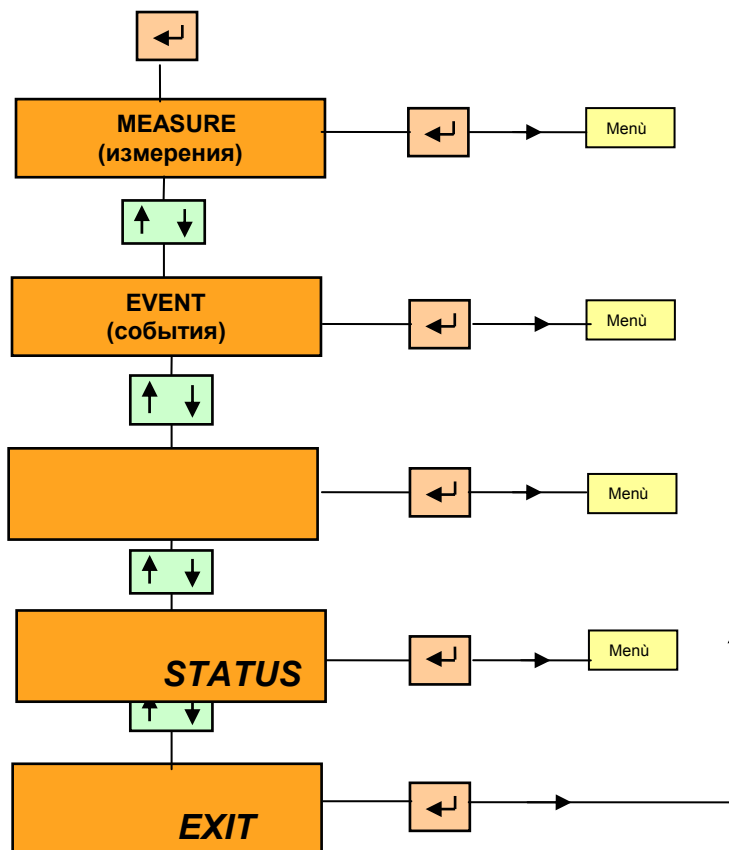 MEASURE
(измерения)
Menù
EVENT
(события)
Menù
Menù
STATUS
Menù
EXIT